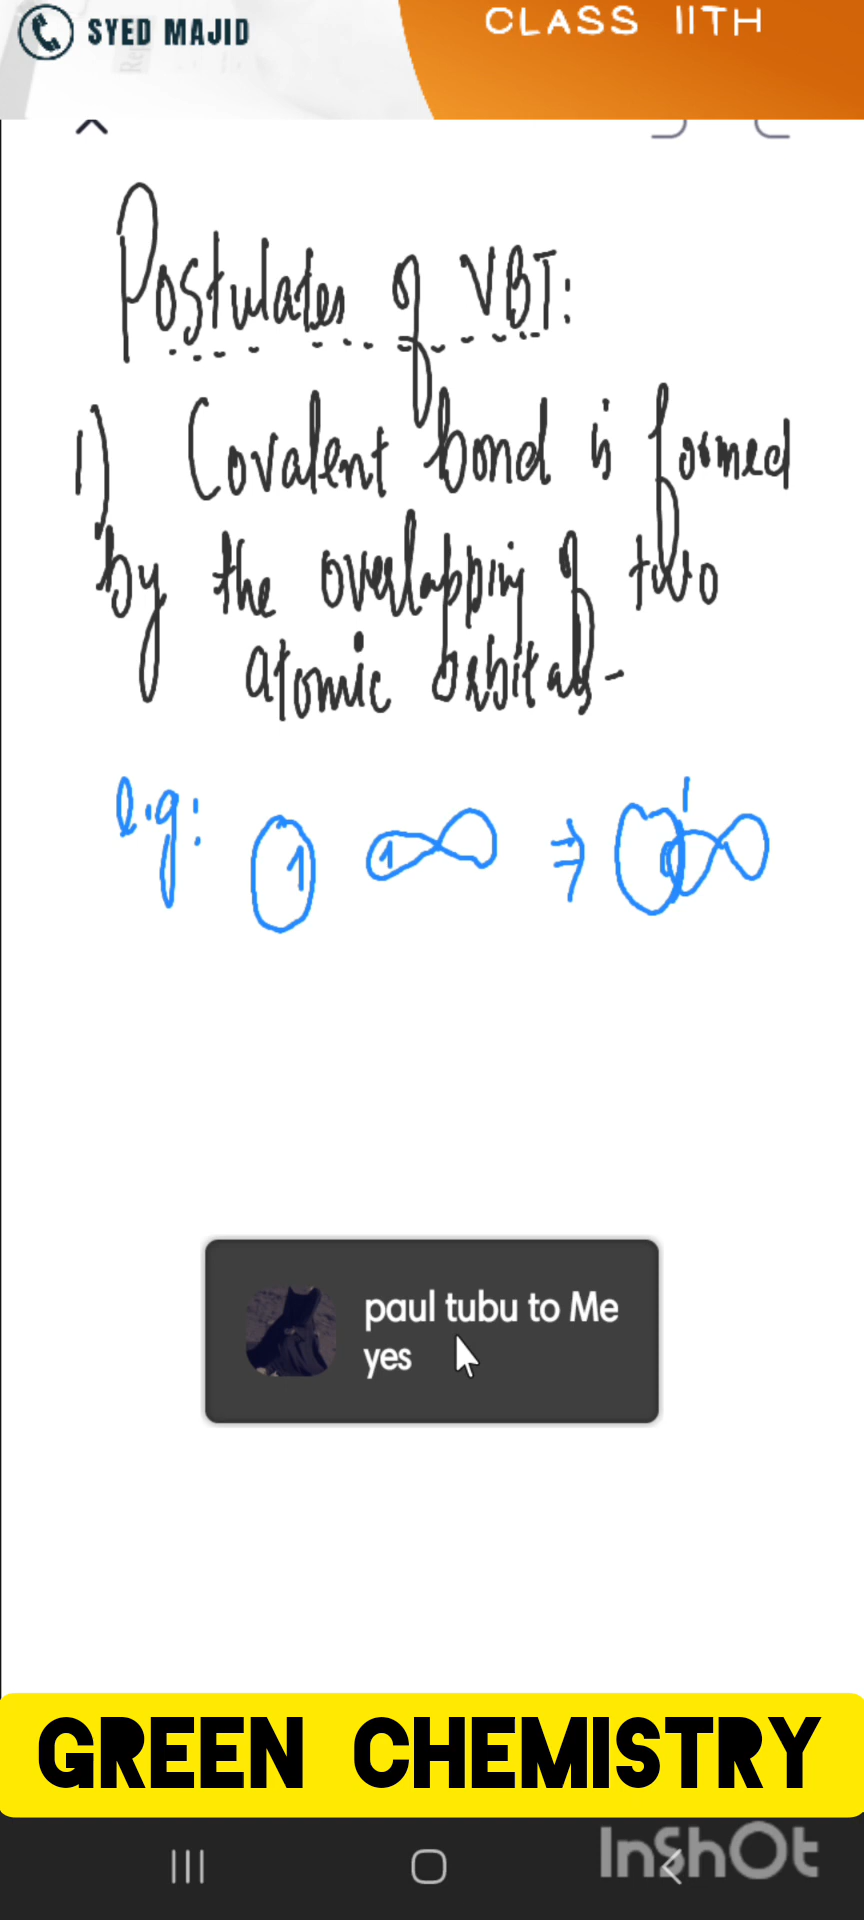 SYED MAJID
CLASS 11TH
Postulates of VBT:
1) Covalent bond is formed
by the overlapping of two
atomic orbitals-
e.g:
1 1 ⇒
paul tubu to Me
yes
GREEN CHEMISTRY
InShOt